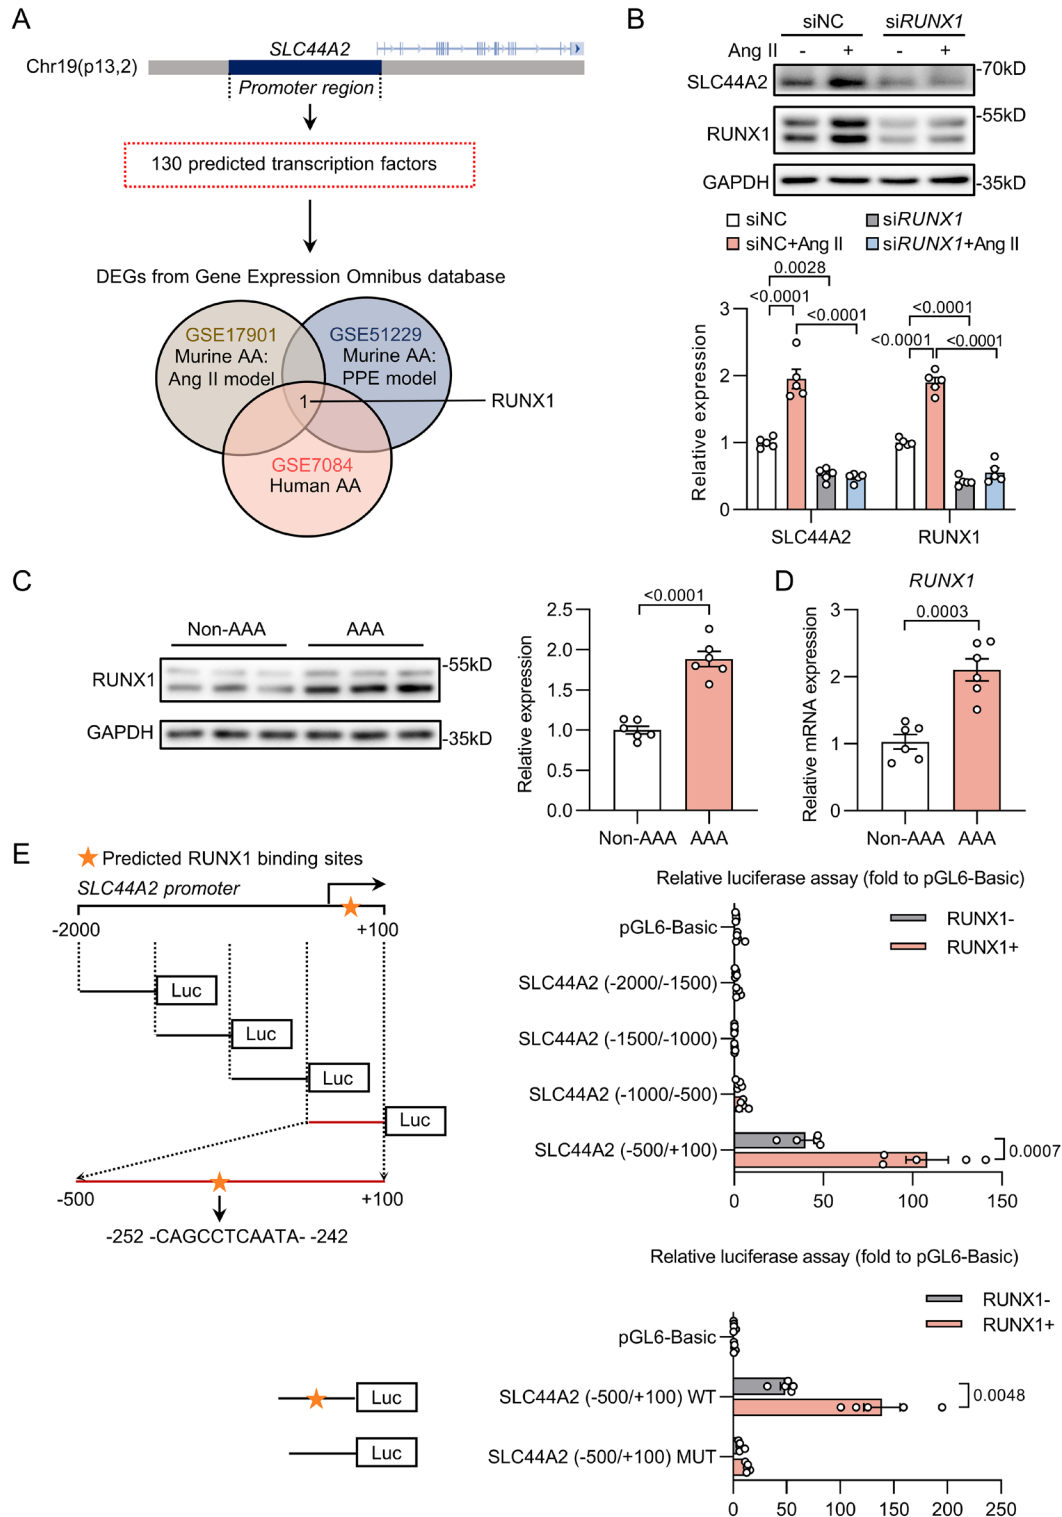 A
SLC44A2
Chr19(p13,2)
Promoter region
130 predicted transcription factors
DEGs from Gene Expression Omnibus database
GSE17901
Murine AA:
Ang II model
GSE51229
Murine AA:
PPE model
1
RUNX1
GSE7084
Human AA
B
siNC siRUNX1
Ang II - + - +
SLC44A2 -70kD
RUNX1 -55kD
GAPDH -35kD
siNC siRUNX1
siNC+Ang II siRUNX1+Ang II
0.0028
<0.0001
<0.0001
<0.0001
<0.0001
<0.0001
Relative expression
3
2
1
0
SLC44A2 RUNX1
C
Non-AAA AAA
RUNX1 -55kD
GAPDH -35kD
<0.0001
Relative expression
2.5
2.0
1.5
1.0
0.5
0.0
Non-AAA AAA
D
RUNX1
0.0003
Relative mRNA expression
3
2
1
0
Non-AAA AAA
E
Predicted RUNX1 binding sites
SLC44A2 promoter
-2000 +100
Luc
Luc
Luc
Luc
-500 +100
-252 -CAGCCTCAATA- -242
Relative luciferase assay (fold to pGL6-Basic)
RUNX1-
RUNX1+
pGL6-Basic
SLC44A2 (-2000/-1500)
SLC44A2 (-1500/-1000)
SLC44A2 (-1000/-500)
SLC44A2 (-500/+100)
0.0007
0 50 100 150
Relative luciferase assay (fold to pGL6-Basic)
RUNX1-
RUNX1+
pGL6-Basic
Luc
SLC44A2 (-500/+100) WT
0.0048
Luc
SLC44A2 (-500/+100) MUT
0 50 100 150 200 250